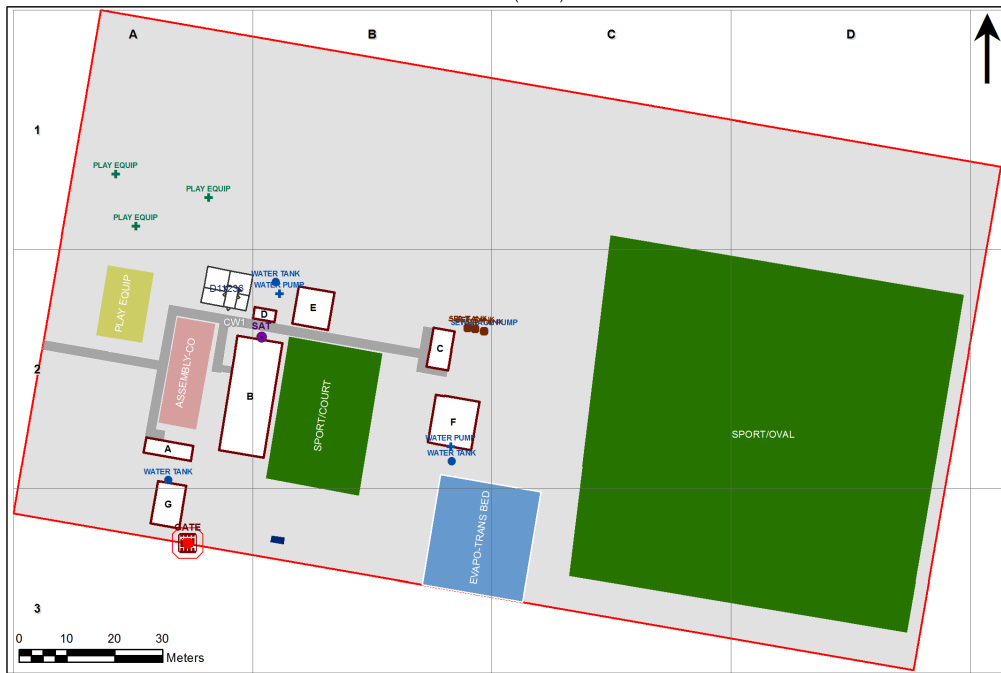 A B C D
1
PLAY EQUIP
PLAY EQUIP
PLAY EQUIP
WATER TANK
WATER PUMP
PLAY EQUIP
E
D
CW1
SAT
C
2
ASSEMBLY-CO
B
SPORT/COURT
F
WATER PUMP
WATER TANK
SPORT/OVAL
A
WATER TANK
G
GATE
EVAPO-TRANS BED
3
0 10 20 30
Meters